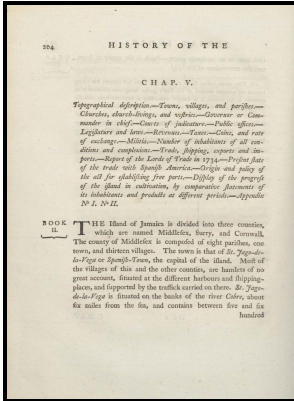 204 HISTORY OF THE
CHAP. V.
Topographical description.—Towns, villages, and parishes.—
Churches, church-livings, and vestries.—Governor or Com-
mander in chief.—Courts of judicature.—Public offices.—
Legislature and laws.—Revenues.—Taxes.—Coins, and rate
of exchange.—Militia.—Number of inhabitants of all con-
ditions and complexions.—Trade, shipping, exports and im-
ports.—Report of the Lords of Trade in 1734.—Present state
of the trade with Spanish America.—Origin and policy of
the act for establishing free ports.—Display of the progress
of the island in cultivation, by comparative statements of
its inhabitants and products at different periods.—Appendix
Nº I. Nº II.
BOOK
II.
THE Island of Jamaica is divided into three counties,
which are named Middlesex, Surry, and Cornwall.
The county of Middlesex is composed of eight parishes, one
town, and thirteen villages. The town is that of St. Jago-de-
la-Vega or Spanish-Town, the capital of the island. Most of
the villages of this and the other counties, are hamlets of no
great account, situated at the different harbours and shipping-
places, and supported by the traffick carried on there. St. Jago-
de-la-Vega is situated on the banks of the river Cobre, about
six miles from the sea, and contains between five and six
hundred